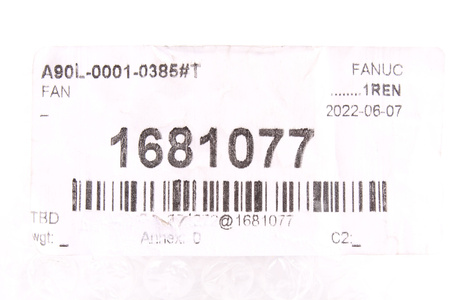 A90L-0001-0385#T FANUC
FAN ........1REN
_ 2022-06-07
1681077
@1681077
TBD
wgt: _ Annex: 0 C2:_